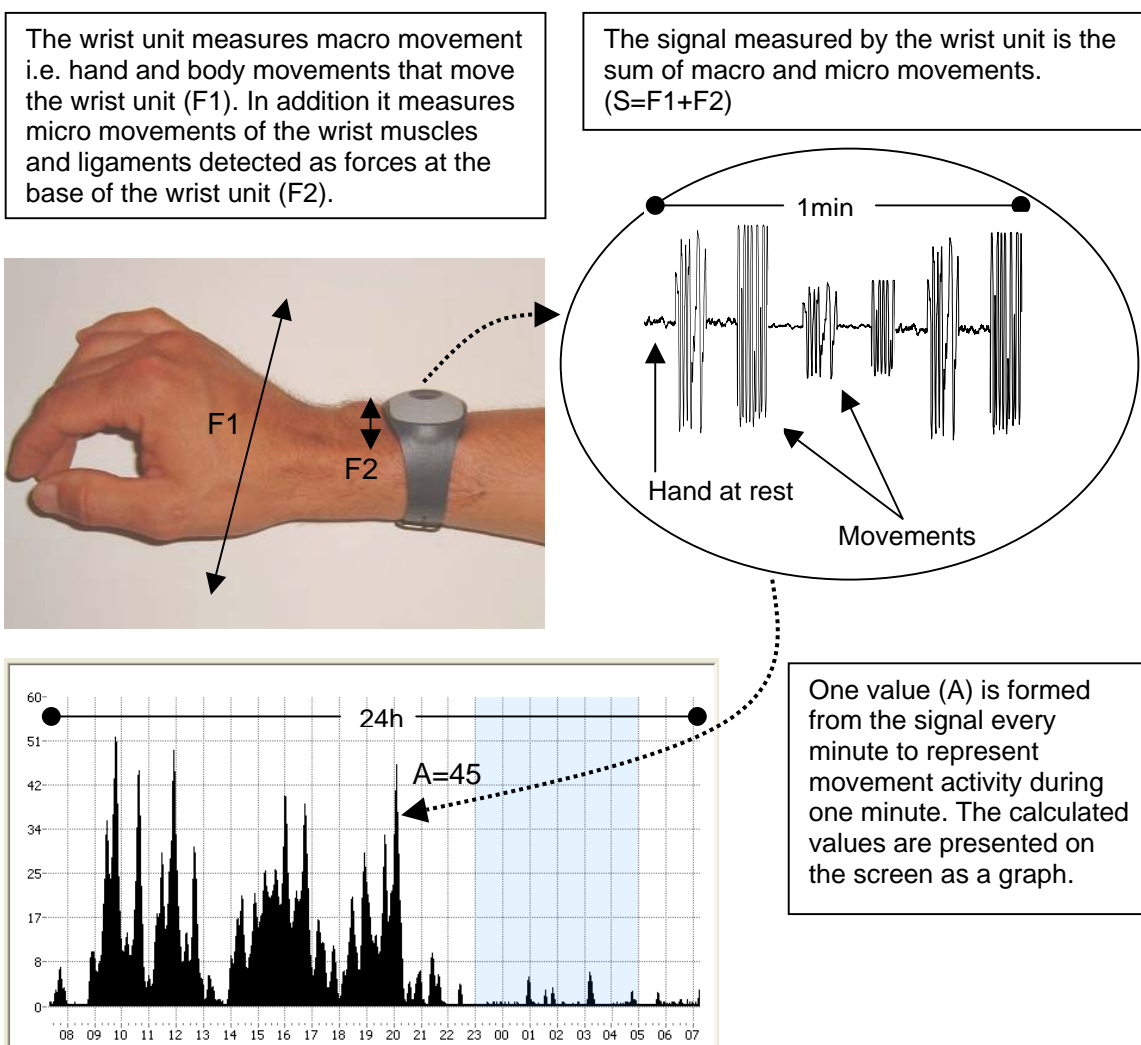 The wrist unit measures macro movement
i.e. hand and body movements that move
the wrist unit (F1). In addition it measures
micro movements of the wrist muscles
and ligaments detected as forces at the
base of the wrist unit (F2).
The signal measured by the wrist unit is the
sum of macro and micro movements.
(S=F1+F2)
1min
F1
F2
Hand at rest
Movements
One value (A) is formed
from the signal every
minute to represent
movement activity during
one minute. The calculated
values are presented on
the screen as a graph.
24h
A=45
60
51
42
34
25
17
8
0
08 09 10 11 12 13 14 15 16 17 18 19 20 21 22 23 00 01 02 03 04 05 06 07